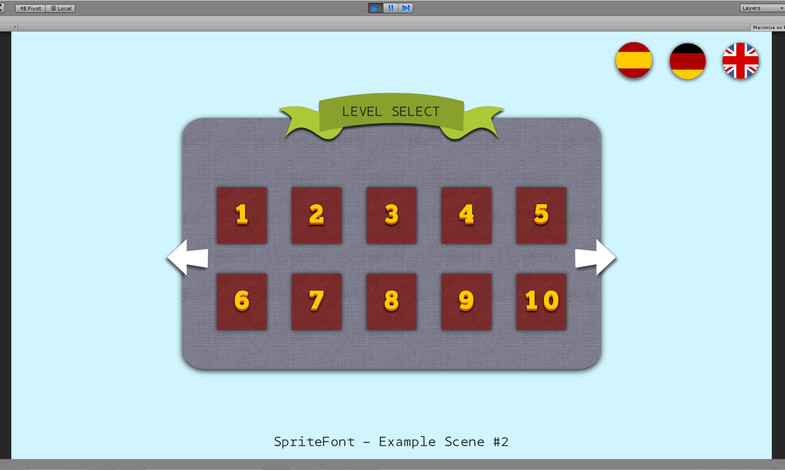 Pivot Local
Layers
Maximize on
LEVEL SELECT
1 2 3 4 5
6 7 8 9 10
SpriteFont – Example Scene #2